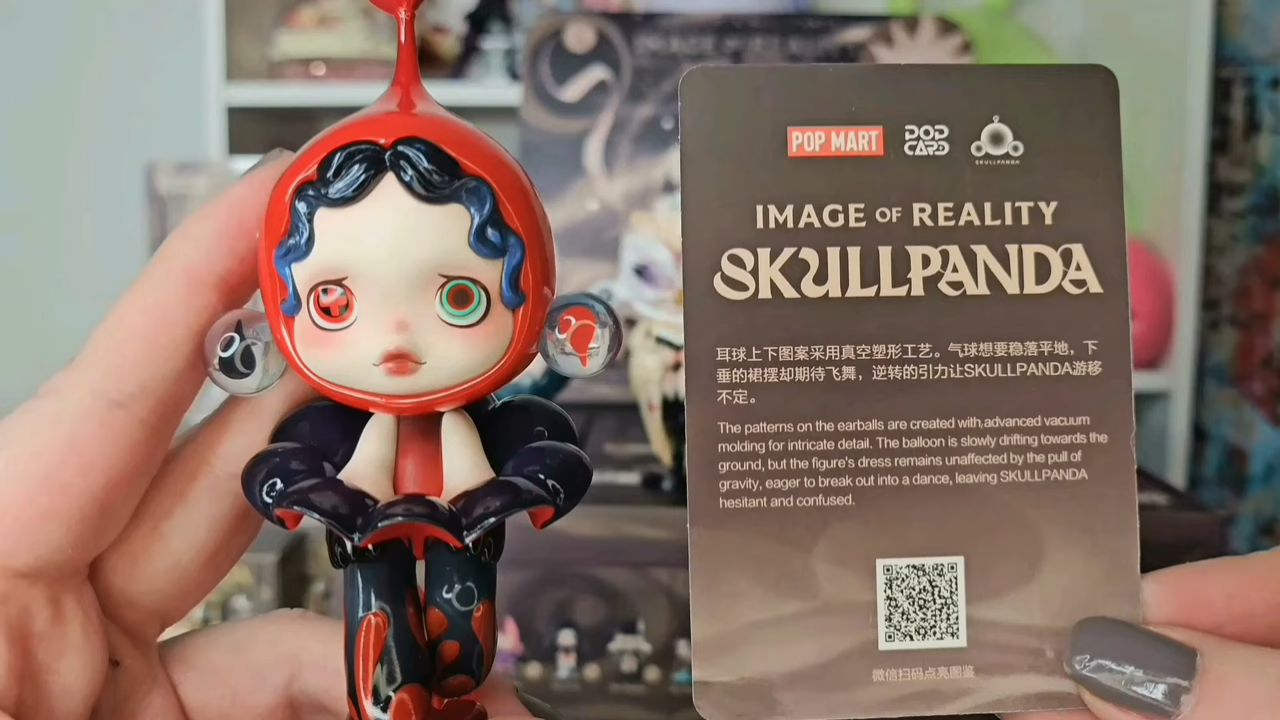 IMAGE OF REALITY
POP MART
POP CARD
SKULLPANDA
IMAGE OF REALITY
SKULLPANDA
耳球上下图案采用真空塑形工艺。气球想要稳落平地，下
垂的裙摆却期待飞舞，逆转的引力让SKULLPANDA游移
不定。
The patterns on the earballs are created with advanced vacuum
molding for intricate detail. The balloon is slowly drifting towards the
ground, but the figure's dress remains unaffected by the pull of
gravity, eager to break out into a dance, leaving SKULLPANDA
hesitant and confused.
微信扫码点亮图鉴